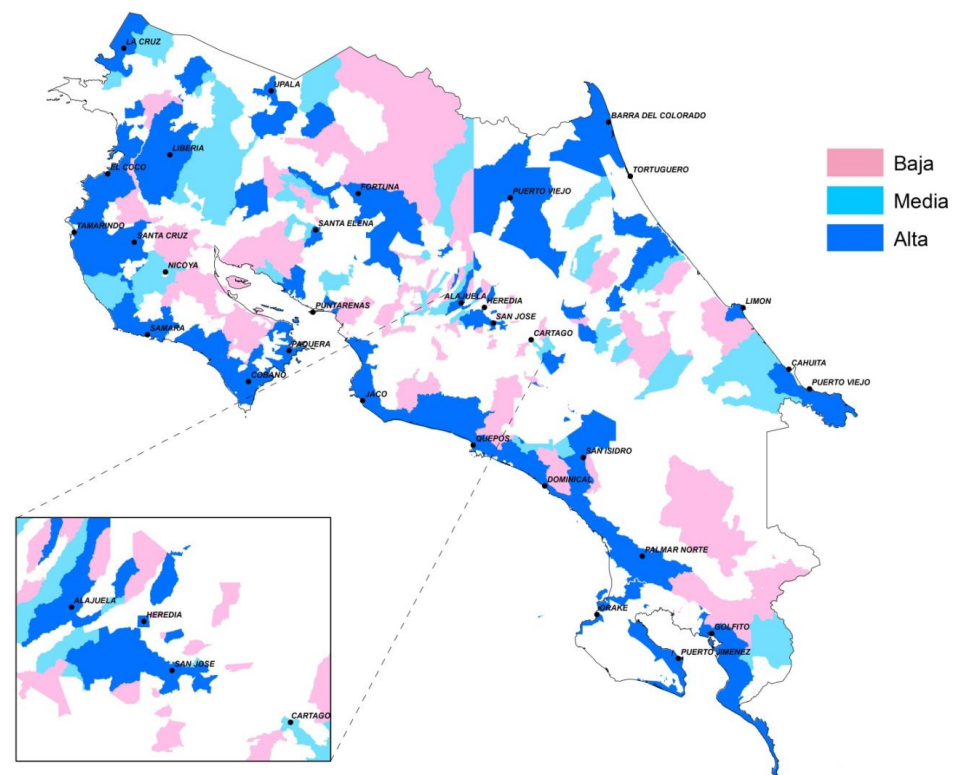 LA CRUZ
UPALA
BARRA DEL COLORADO
LIBERIA
EL COCO
TORTUGUERO
FORTUNA
PUERTO VIEJO
TAMARINDO
SANTA CRUZ
SANTA ELENA
NICOYA
ALAJUELA
HEREDIA
PUNTARENAS
LIMON
SAN JOSE
SAMARA
CARTAGO
PAQUERA
CAHUITA
COBANO
PUERTO VIEJO
JACO
QUEPOS
SAN ISIDRO
DOMINICAL
PALMAR NORTE
DRAKE
GOLFITO
PUERTO JIMENEZ
Baja
Media
Alta
ALAJUELA
HEREDIA
SAN JOSE
CARTAGO